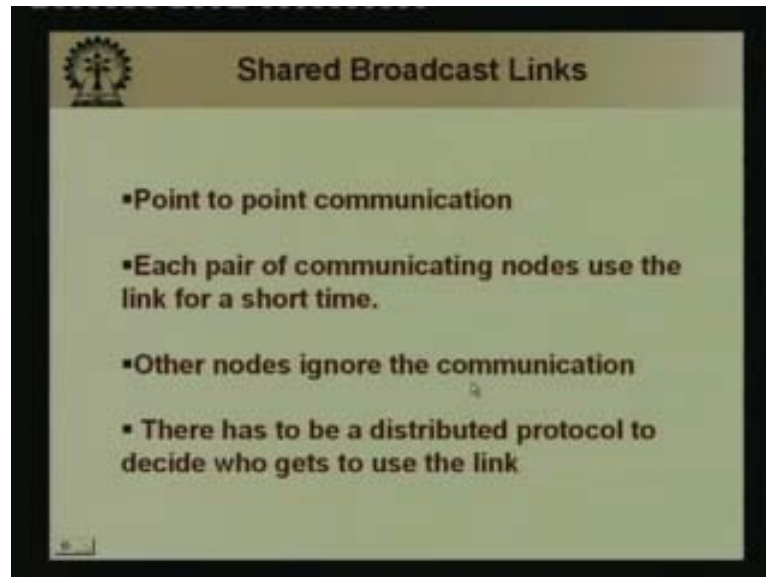 Shared Broadcast Links
▪Point to point communication
▪Each pair of communicating nodes use the
link for a short time.
▪Other nodes ignore the communication
▪ There has to be a distributed protocol to
decide who gets to use the link